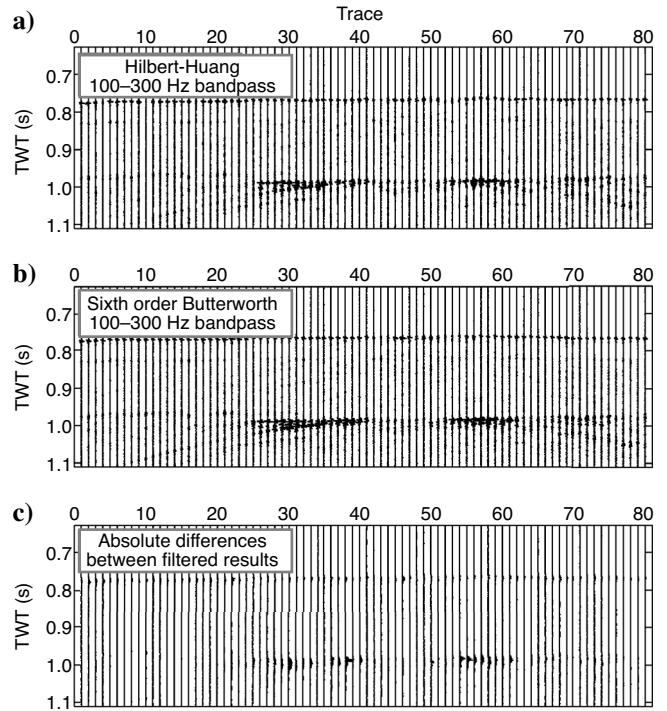 a)
Trace
0 10 20 30 40 50 60 70 80
Hilbert-Huang
100–300 Hz bandpass
TWT (s)
0.7
0.8
0.9
1.0
1.1
b)
0 10 20 30 40 50 60 70 80
Sixth order Butterworth
100–300 Hz bandpass
TWT (s)
0.7
0.8
0.9
1.0
1.1
c)
0 10 20 30 40 50 60 70 80
Absolute differences
between filtered results
TWT (s)
0.7
0.8
0.9
1.0
1.1